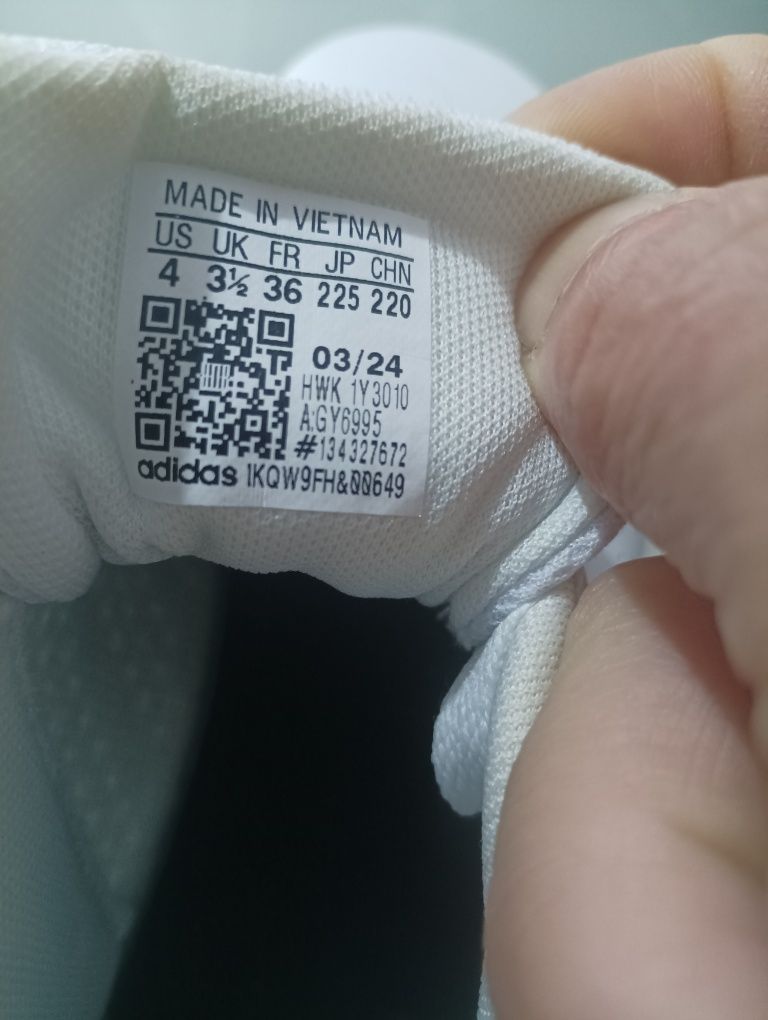 MADE IN VIETNAM
US UK FR JP CHN
4 3½ 36 225 220
03/24
HWK 1Y3010
A:GY6995
#134327672
adidas 1KQW9FH&00649